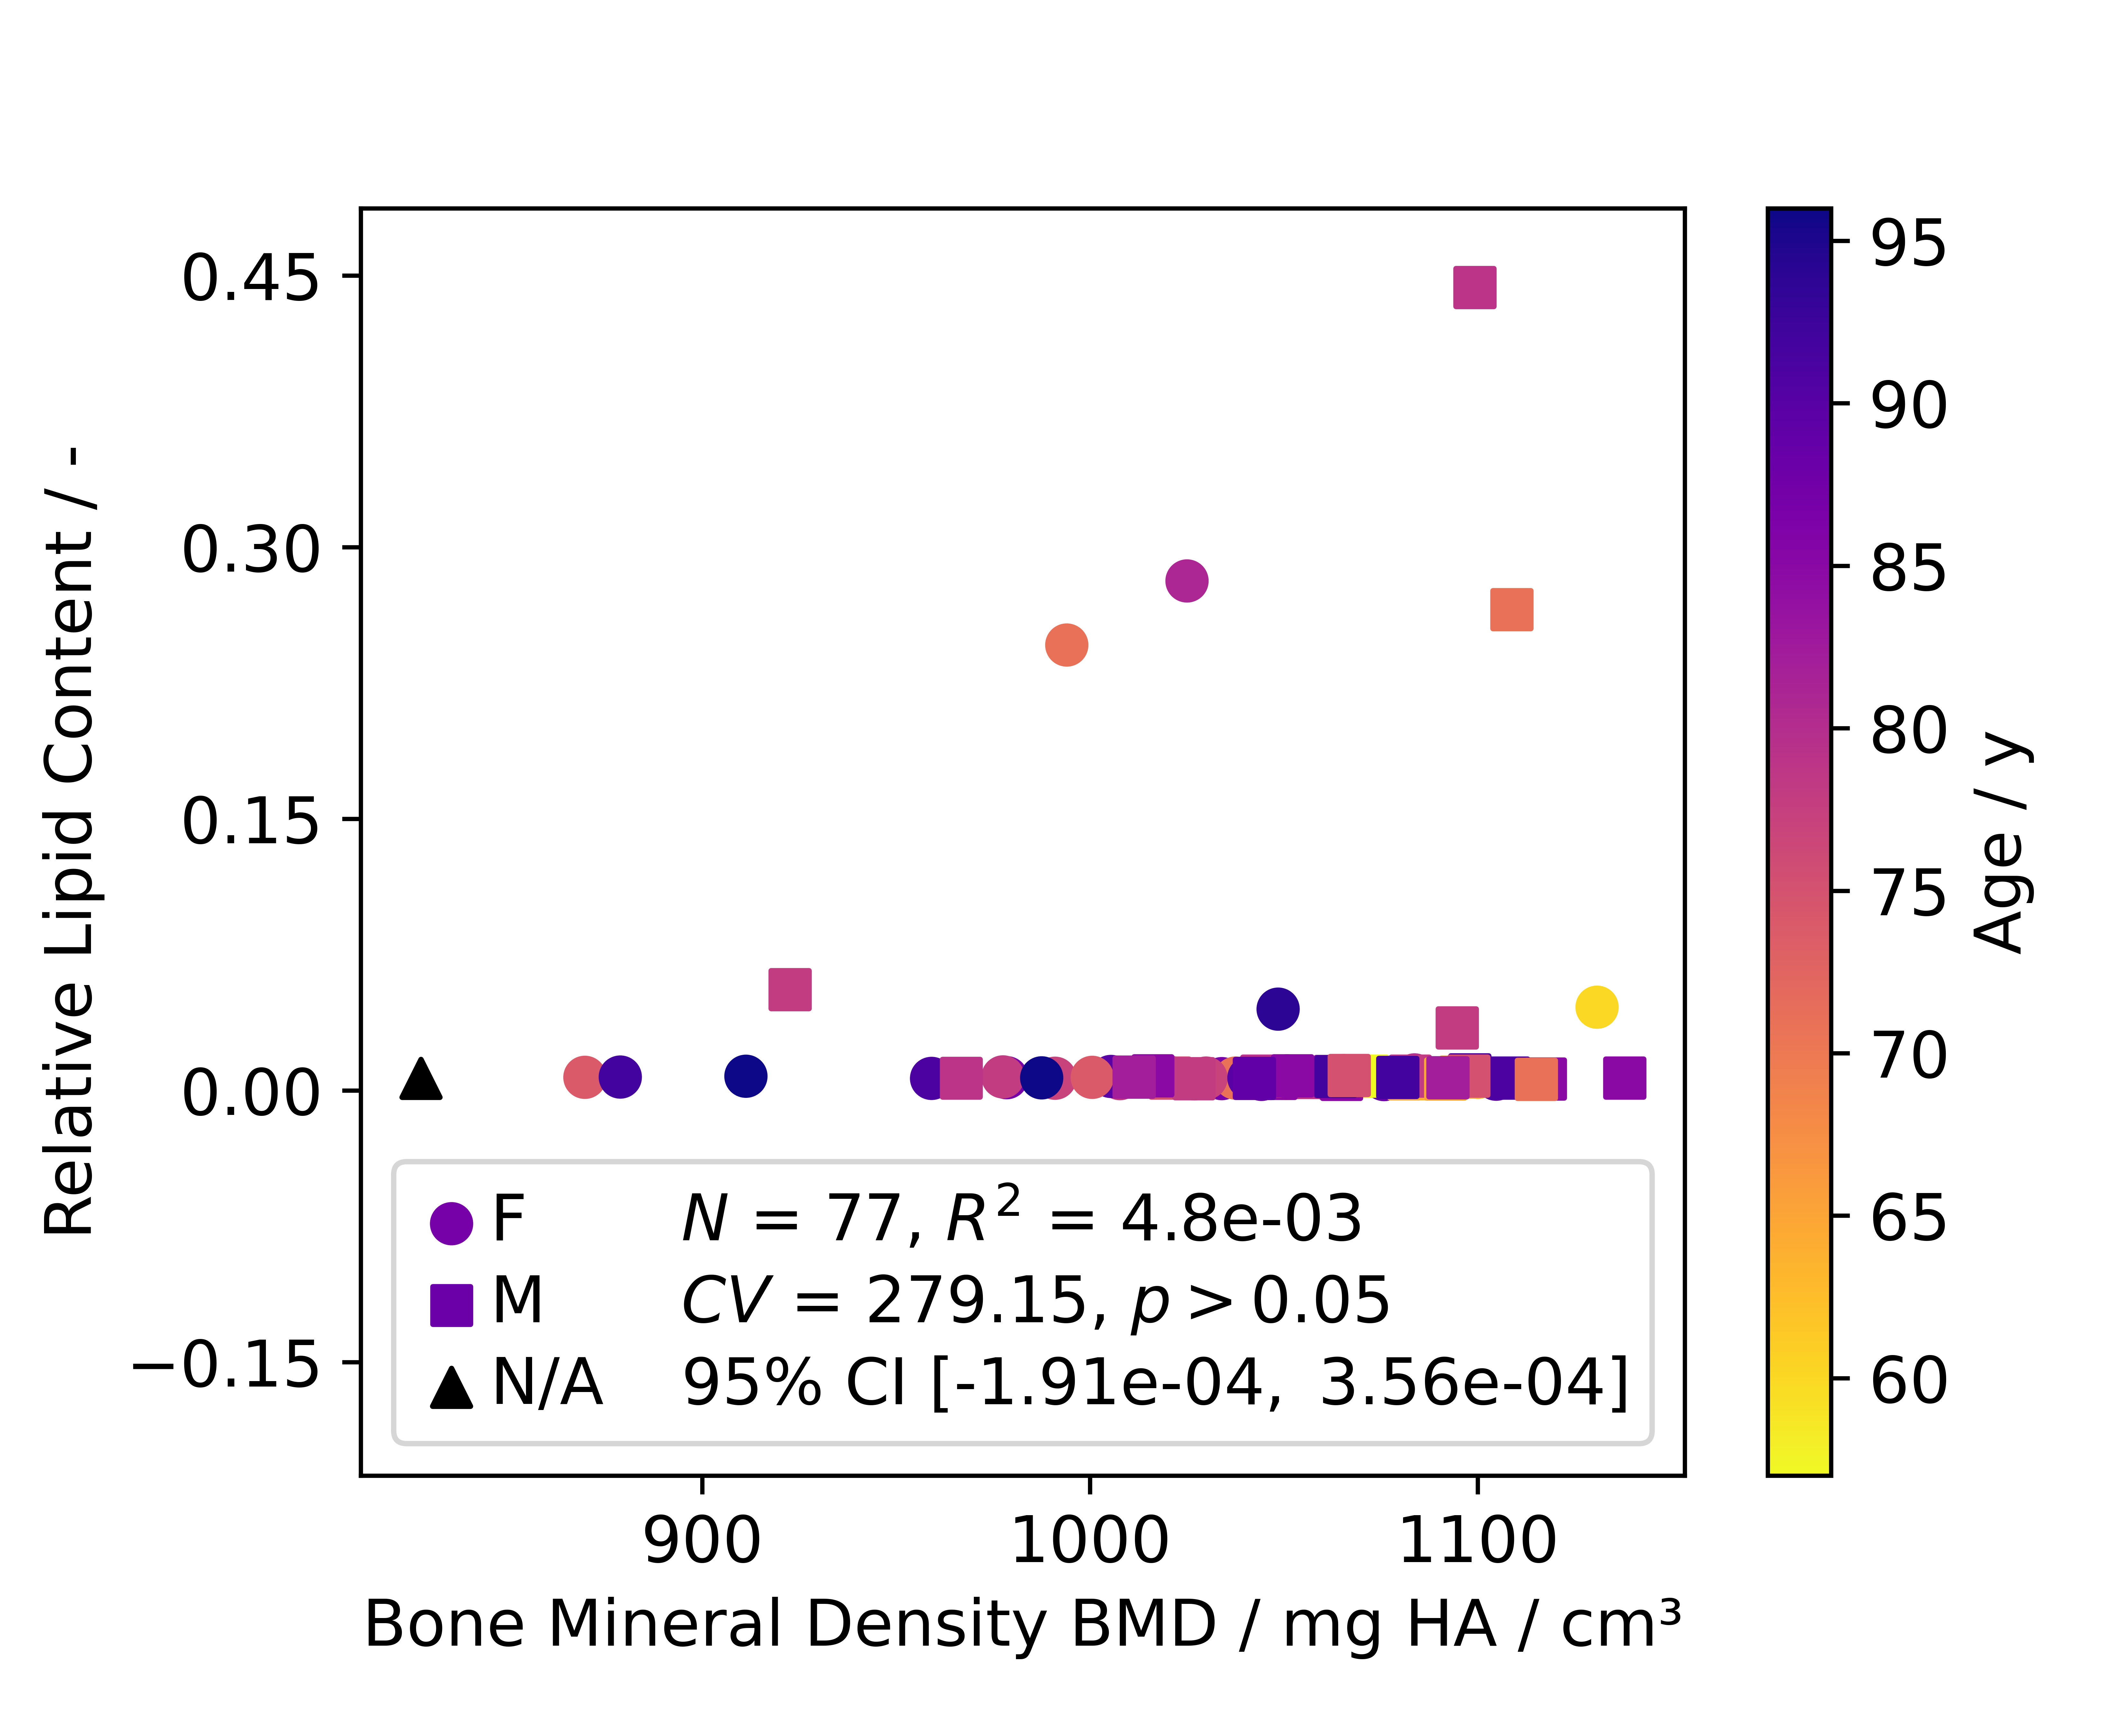 0.45
0.30
0.15
0.00
−0.15
Relative Lipid Content / -
F
M
N/A
N = 77, R² = 4.8e-03
CV = 279.15, p > 0.05
95% CI [-1.91e-04, 3.56e-04]
900
1000
1100
Bone Mineral Density BMD / mg HA / cm³
95
90
85
80
75
70
65
60
Age / y